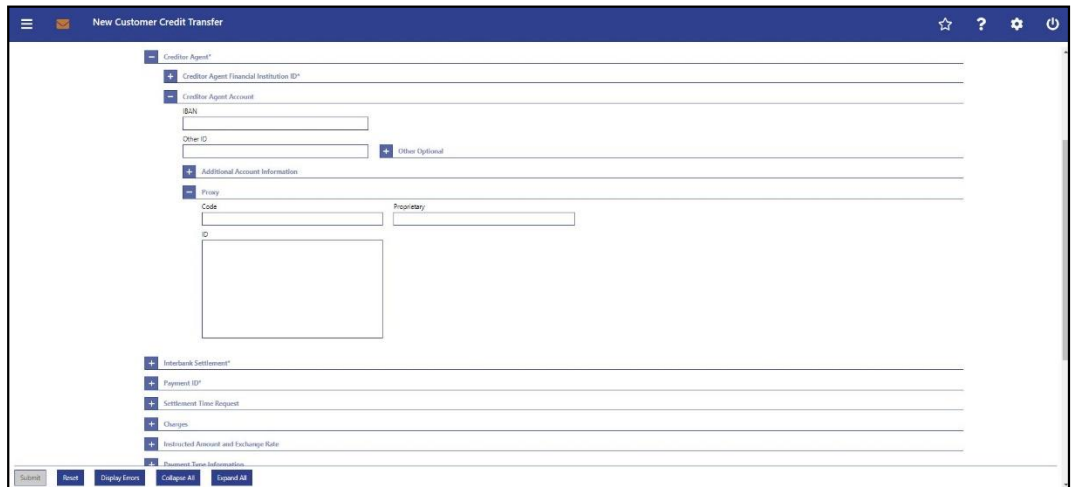 New Customer Credit Transfer
Creditor Agent*
Creditor Agent Financial Institution ID*
Creditor Agent Account
IBAN
Other ID
Other Optional
Additional Account Information
Proxy
Code Proprietary
ID
Interbank Settlement*
Payment ID*
Settlement Time Request
Charges
Instructed Amount and Exchange Rate
Payment Type Information
Submit Reset Display Errors Collapse All Expand All